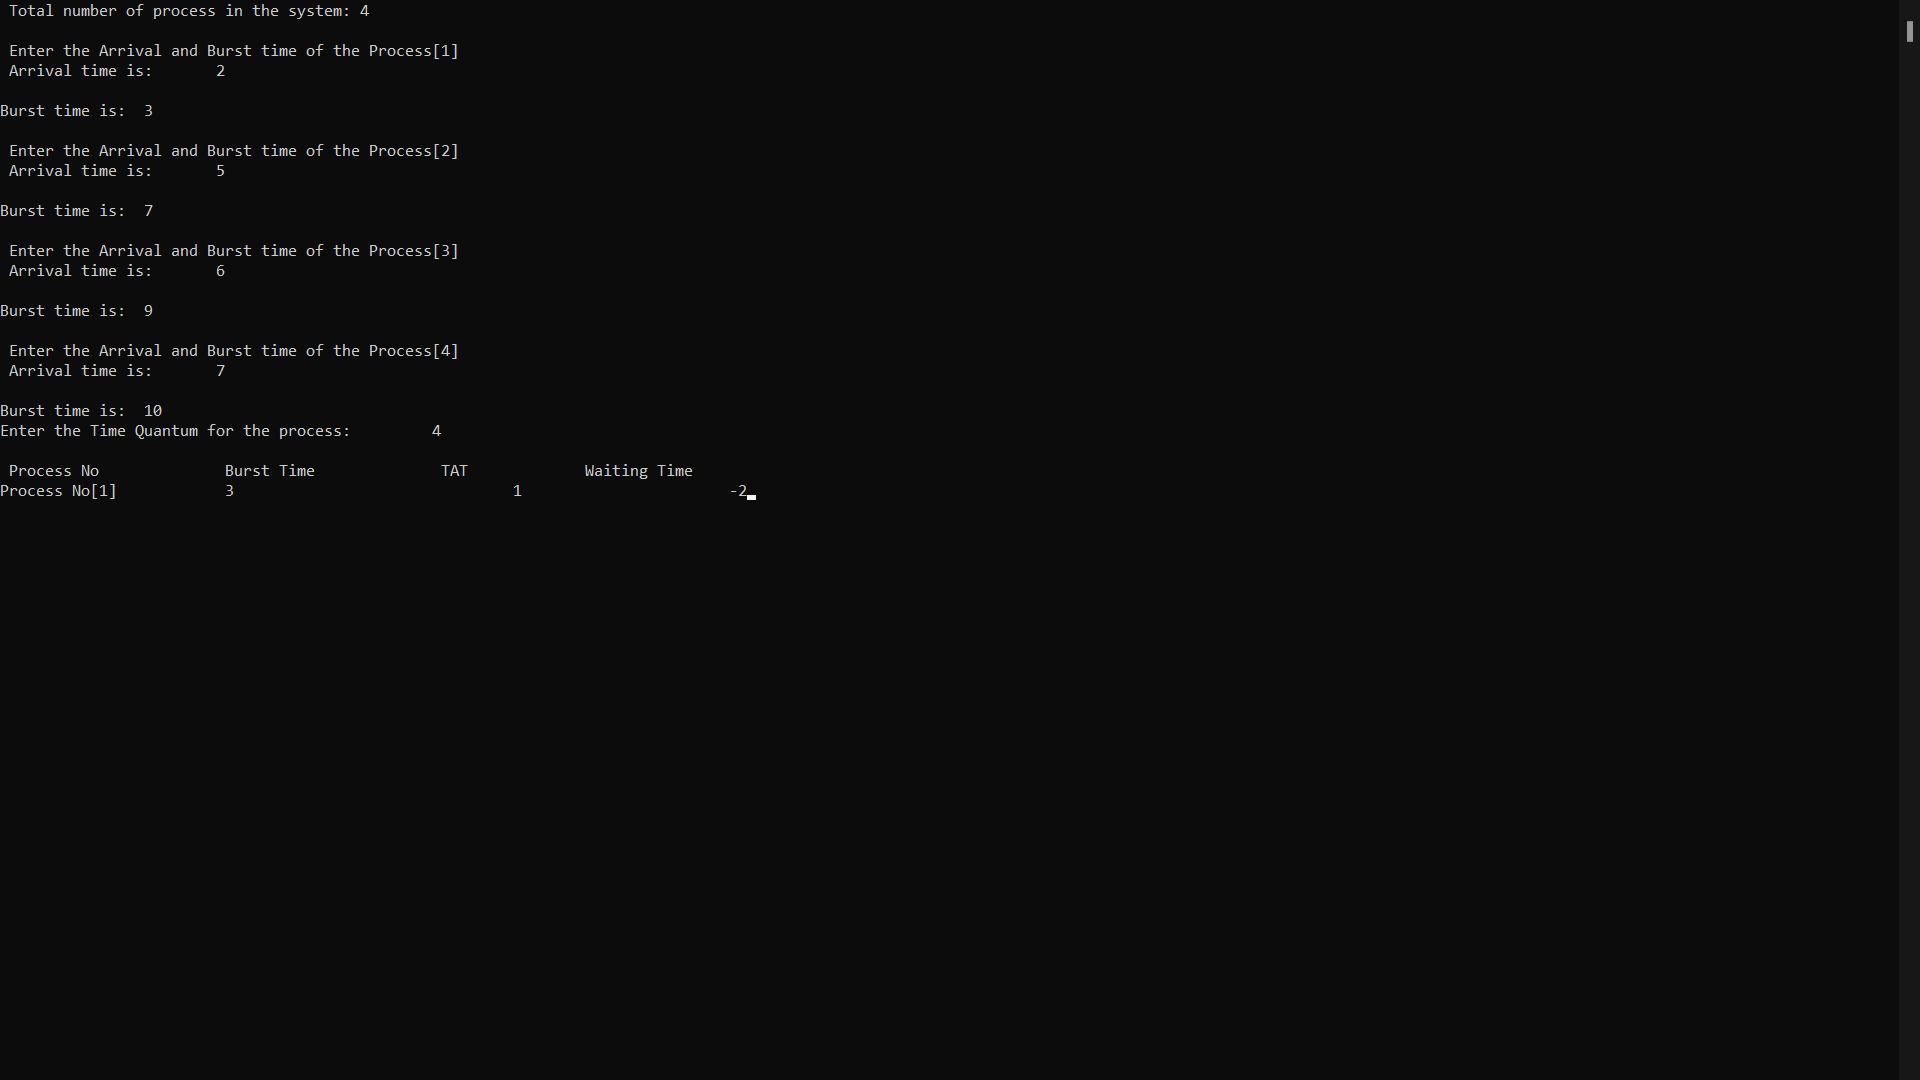 Total number of process in the system: 4
Enter the Arrival and Burst time of the Process[1]
Arrival time is: 2
Burst time is: 3
Enter the Arrival and Burst time of the Process[2]
Arrival time is: 5
Burst time is: 7
Enter the Arrival and Burst time of the Process[3]
Arrival time is: 6
Burst time is: 9
Enter the Arrival and Burst time of the Process[4]
Arrival time is: 7
Burst time is: 10
Enter the Time Quantum for the process: 4
Process No Burst Time TAT Waiting Time
Process No[1] 3 1 -2